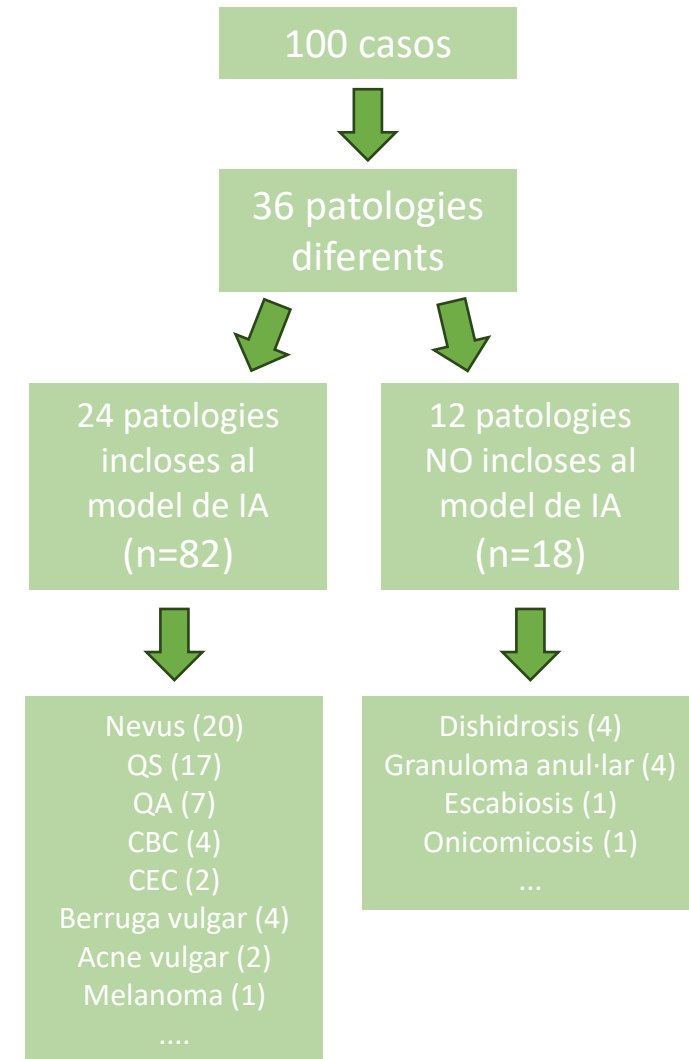 100 casos
36 patologies
diferents
24 patologies
incloses al
model de IA
(n=82)
12 patologies
NO incloses al
model de IA
(n=18)
Nevus (20)
QS (17)
QA (7)
CBC (4)
CEC (2)
Berruga vulgar (4)
Acne vulgar (2)
Melanoma (1)
....
Dishidrosis (4)
Granuloma anul·lar (4)
Escabiosis (1)
Onicomicosis (1)
...